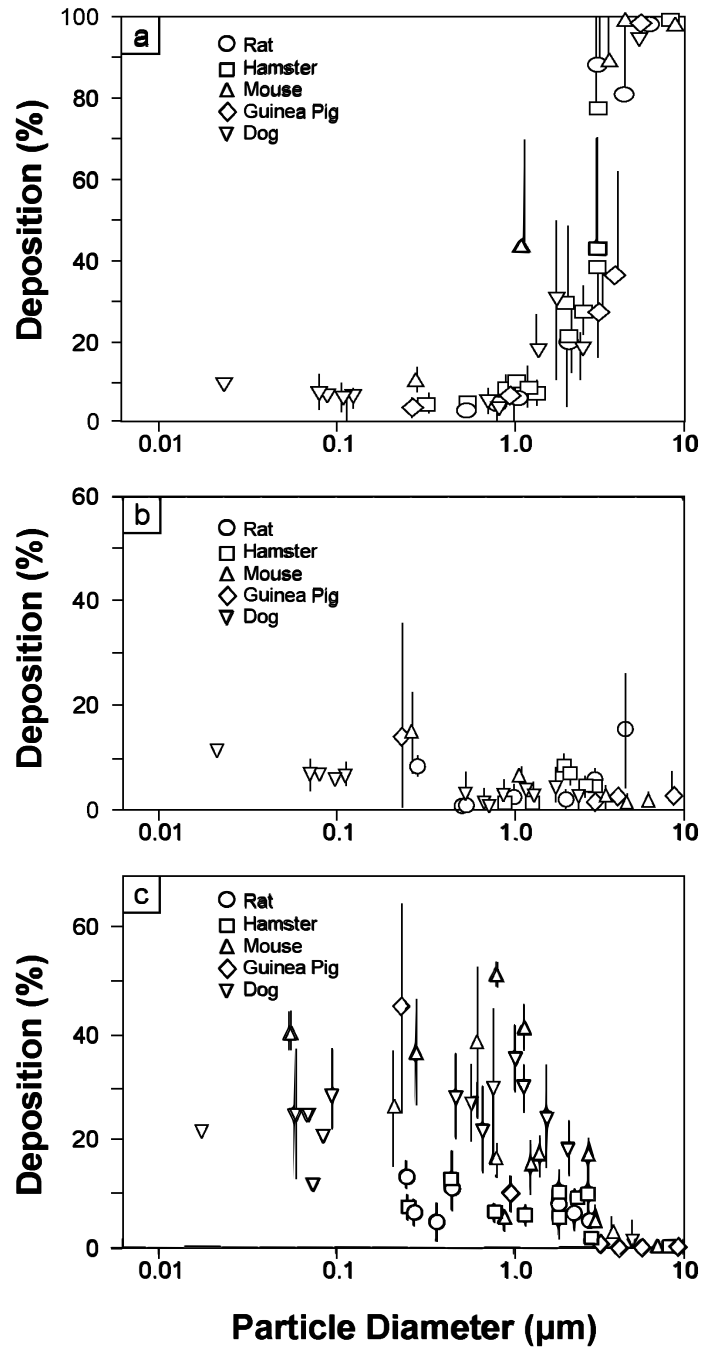 a
Rat
Hamster
Mouse
Guinea Pig
Dog
100
80
60
40
20
0
Deposition (%)
0.01 0.1 1.0 10
b
Rat
Hamster
Mouse
Guinea Pig
Dog
60
40
20
0
Deposition (%)
0.01 0.1 1.0 10
c
Rat
Hamster
Mouse
Guinea Pig
Dog
60
40
20
0
Deposition (%)
0.01 0.1 1.0 10
Particle Diameter (µm)